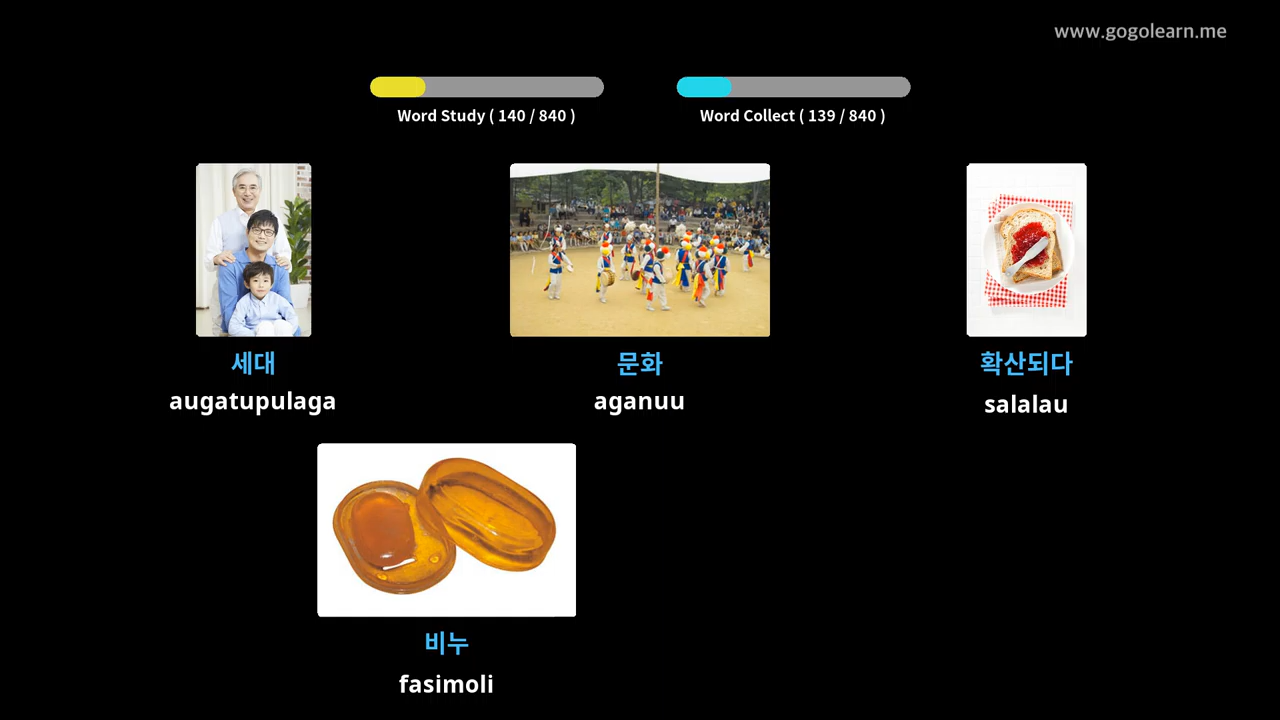 www.gogolearn.me
Word Study ( 140 / 840 )
Word Collect ( 139 / 840 )
세대
augatupulaga
문화
aganuu
확산되다
salalau
비누
fasimoli